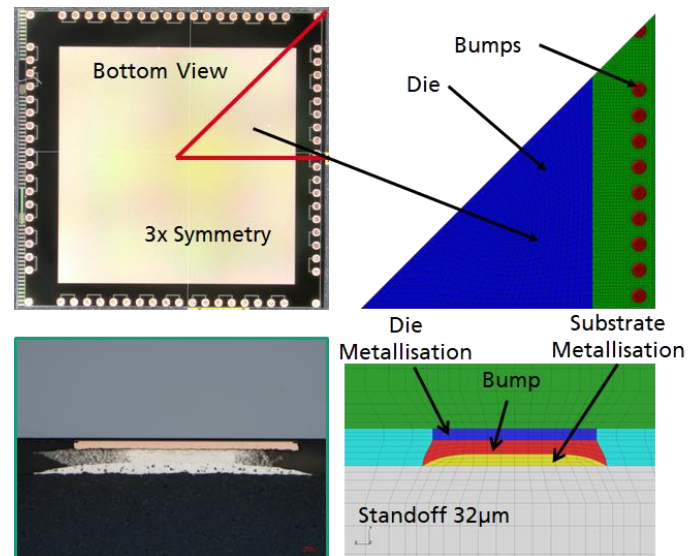 Bottom View
3x Symmetry
Bumps
Die
Die
Metallisation
Substrate
Metallisation
Bump
Standoff 32µm